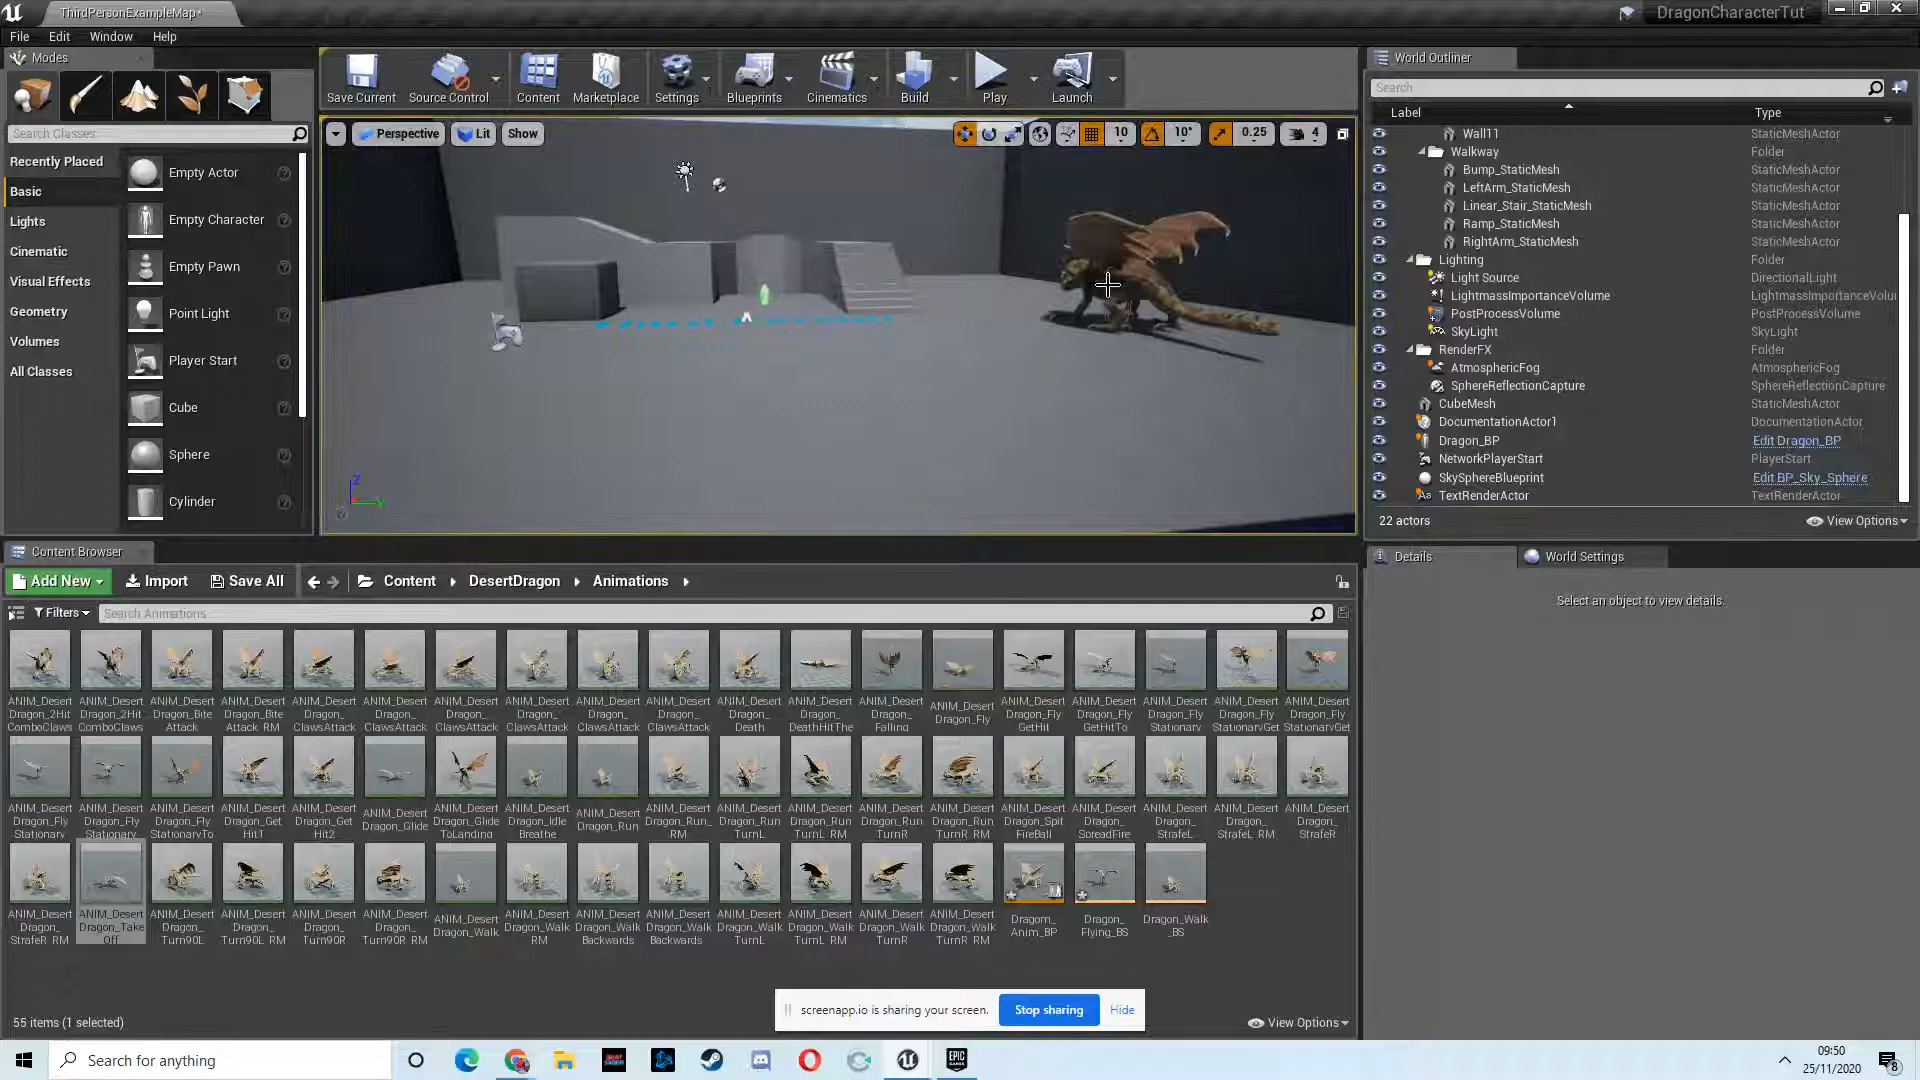 ThirdPersonExampleMap*
DragonCharacterTut
File Edit Window Help
Modes
Save Current
Source Control
Content
Marketplace
Settings
Blueprints
Cinematics
Build
Play
Launch
World Outliner
Search
Label Type
Wall11 StaticMeshActor
Walkway Folder
Bump_StaticMesh StaticMeshActor
LeftArm_StaticMesh StaticMeshActor
Linear_Stair_StaticMesh StaticMeshActor
Ramp_StaticMesh StaticMeshActor
RightArm_StaticMesh StaticMeshActor
Lighting Folder
Light Source DirectionalLight
LightmassImportanceVolume LightmassImportanceVolu
PostProcessVolume PostProcessVolume
SkyLight SkyLight
RenderFX Folder
AtmosphericFog AtmosphericFog
SphereReflectionCapture SphereReflectionCapture
CubeMesh StaticMeshActor
DocumentationActor1 DocumentationActor
Dragon_BP Edit Dragon_BP
NetworkPlayerStart PlayerStart
SkySphereBlueprint Edit BP_Sky_Sphere
TextRenderActor TextRenderActor
22 actors View Options
Search Classes
Recently Placed
Basic
Lights
Cinematic
Visual Effects
Geometry
Volumes
All Classes
Empty Actor
Empty Character
Empty Pawn
Point Light
Player Start
Cube
Sphere
Cylinder
Perspective Lit Show
10 10° 0.25 4
Z
Y
Details World Settings
Select an object to view details.
Content Browser
Add New Import Save All Content DesertDragon Animations
Filters Search Animations
ANIM_Desert Dragon_2Hit ComboClaws
ANIM_Desert Dragon_2Hit ComboClaws
ANIM_Desert Dragon_Bite Attack
ANIM_Desert Dragon_Bite Attack_RM
ANIM_Desert Dragon_ ClawsAttack
ANIM_Desert Dragon_ ClawsAttack
ANIM_Desert Dragon_ ClawsAttack
ANIM_Desert Dragon_ ClawsAttack
ANIM_Desert Dragon_ ClawsAttack
ANIM_Desert Dragon_ ClawsAttack
ANIM_Desert Dragon_ Death
ANIM_Desert Dragon_ DeathHitThe
ANIM_Desert Dragon_ Falling
ANIM_Desert Dragon_Fly
ANIM_Desert Dragon_Fly GetHit
ANIM_Desert Dragon_Fly GetHitTo
ANIM_Desert Dragon_Fly Stationary
ANIM_Desert Dragon_Fly StationaryGet
ANIM_Desert Dragon_Fly StationaryGet
ANIM_Desert Dragon_Fly Stationary
ANIM_Desert Dragon_Fly Stationary
ANIM_Desert Dragon_Fly StationaryTo
ANIM_Desert Dragon_Get Hit1
ANIM_Desert Dragon_Get Hit2
ANIM_Desert Dragon_Glide
ANIM_Desert Dragon_Glide ToLanding
ANIM_Desert Dragon_Idle Breathe
ANIM_Desert Dragon_Run
ANIM_Desert Dragon_Run_ RM
ANIM_Desert Dragon_Run TurnL
ANIM_Desert Dragon_Run TurnL_RM
ANIM_Desert Dragon_Run TurnR
ANIM_Desert Dragon_Run TurnR_RM
ANIM_Desert Dragon_Spit FireBall
ANIM_Desert Dragon_ SpreadFire
ANIM_Desert Dragon_ StrafeL
ANIM_Desert Dragon_ StrafeL_RM
ANIM_Desert Dragon_ StrafeR
ANIM_Desert Dragon_ StrafeR_RM
ANIM_Desert Dragon_Take Off
ANIM_Desert Dragon_ Turn90L
ANIM_Desert Dragon_ Turn90L_RM
ANIM_Desert Dragon_ Turn90R
ANIM_Desert Dragon_ Turn90R_RM
ANIM_Desert Dragon_Walk
ANIM_Desert Dragon_Walk RM
ANIM_Desert Dragon_Walk Backwards
ANIM_Desert Dragon_Walk Backwards
ANIM_Desert Dragon_Walk TurnL
ANIM_Desert Dragon_Walk TurnL_RM
ANIM_Desert Dragon_Walk TurnR
ANIM_Desert Dragon_Walk TurnR_RM
Dragom_ Anim_BP
Dragon_ Flying_BS
Dragon_Walk _BS
55 items (1 selected) View Options
screenapp.io is sharing your screen. Stop sharing Hide
Search for anything
EPIC GAMES
09:50
25/11/2020
8